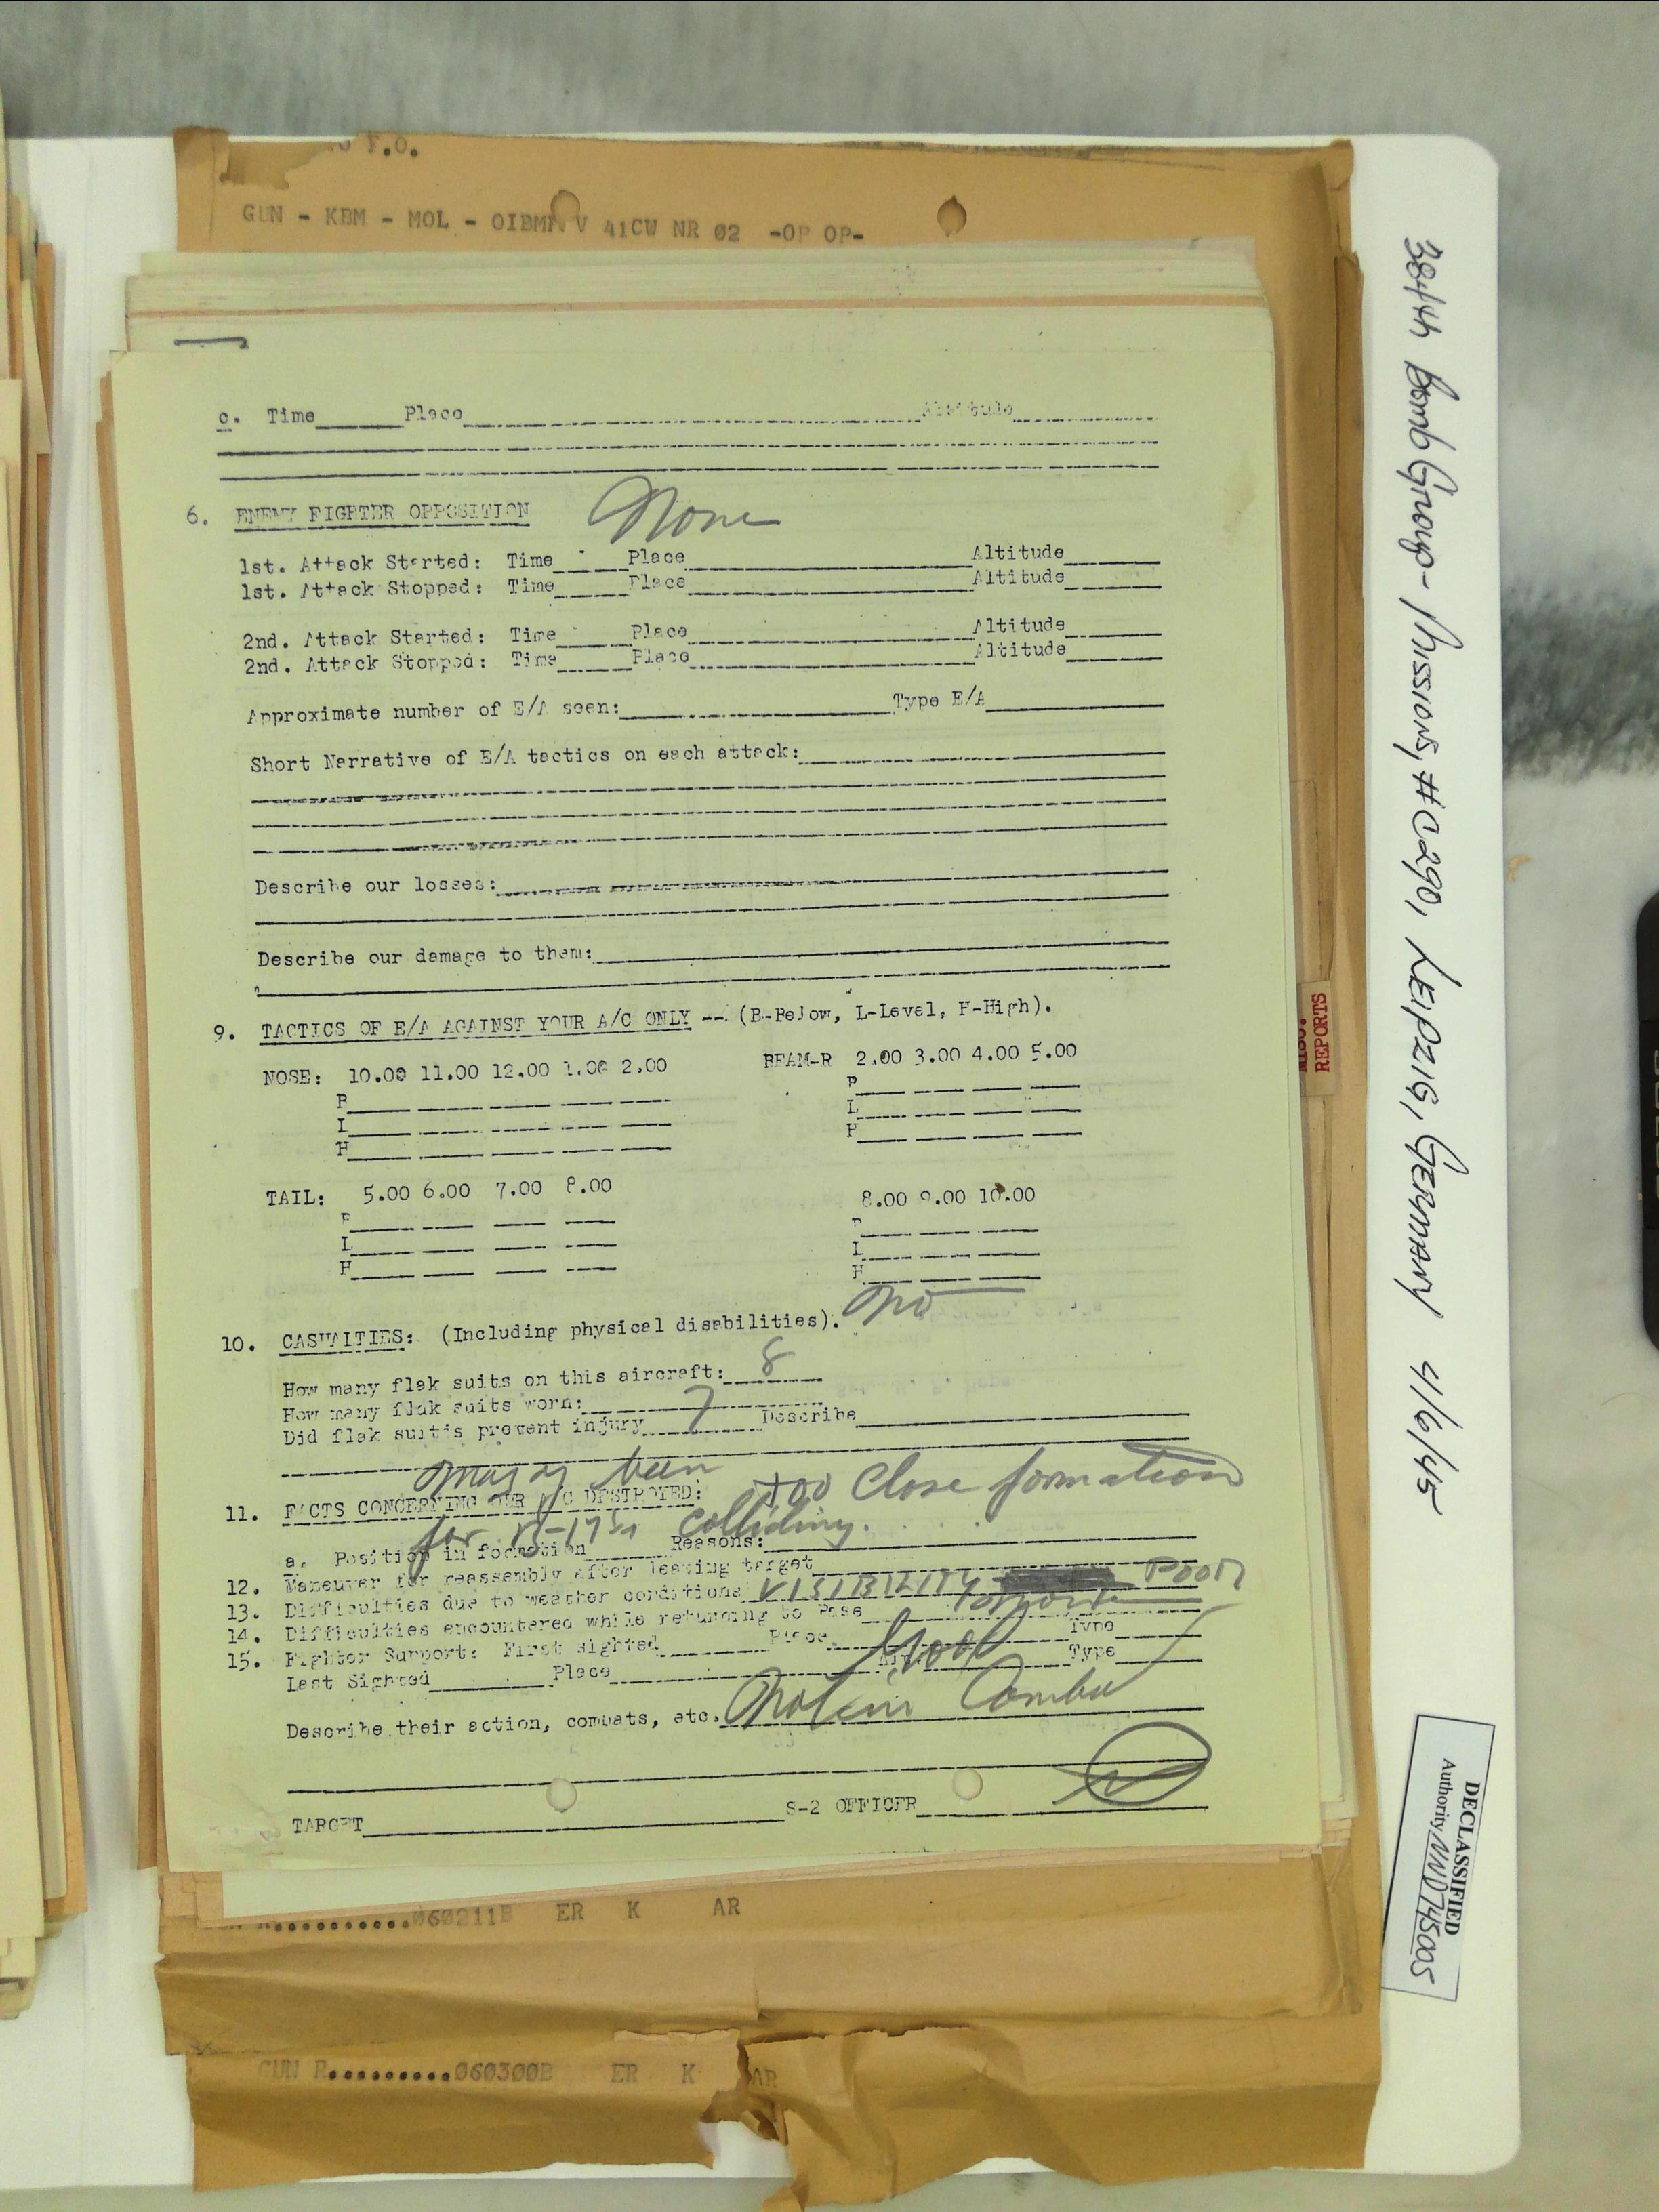 F.O.
GUN - KBM - MOL - OIBMN V 41CW NR 02 -OP OP-
c. Time Place Altitude
6. ENEMY FIGHTER OPPOSITION None
1st. Attack Started: Time Place Altitude
1st. Attack Stopped: Time Place Altitude
2nd. Attack Started: Time Place Altitude
2nd. Attack Stopped: Time Place Altitude
Approximate number of E/A seen: Type E/A
Short Narrative of E/A tactics on each attack:
Describe our losses:
Describe our damage to them:
9. TACTICS OF E/A AGAINST YOUR A/C ONLY -- (B-Below, L-Level, H-High).
NOSE: 10.00 11.00 12.00 1.00 2.00 BEAM-R 2.00 3.00 4.00 5.00
B B
L L
H H
TAIL: 5.00 6.00 7.00 8.00 8.00 9.00 10.00
B B
L L
H H
10. CASUALTIES: (Including physical disabilities). no
How many flak suits on this aircraft: 8
How many flak suits worn: 7
Did flak suits prevent injury Describe
may been too close formation
11. FACTS CONCERNING OUR A/C DESTROYED:
for B-17s colliding.
a. Position in formation Reasons:
12. Maneuver for reassembly after leaving target
13. Difficulties due to weather conditions VISIBILITY POOR
14. Difficulties encountered while returning to Base
15. Fighter Support: First sighted Place Type
Last Sighted Place Good Type
Describe their action, combats, etc. Not in Combat
TARGET S-2 OFFICER
060211B ER K AR
GUN R..........060300B ER K AR
384th Bomb Group - Missions, #C290, LEIPZIG, GERMANY 4/6/45
MISC. REPORTS
DECLASSIFIED
Authority NND745005